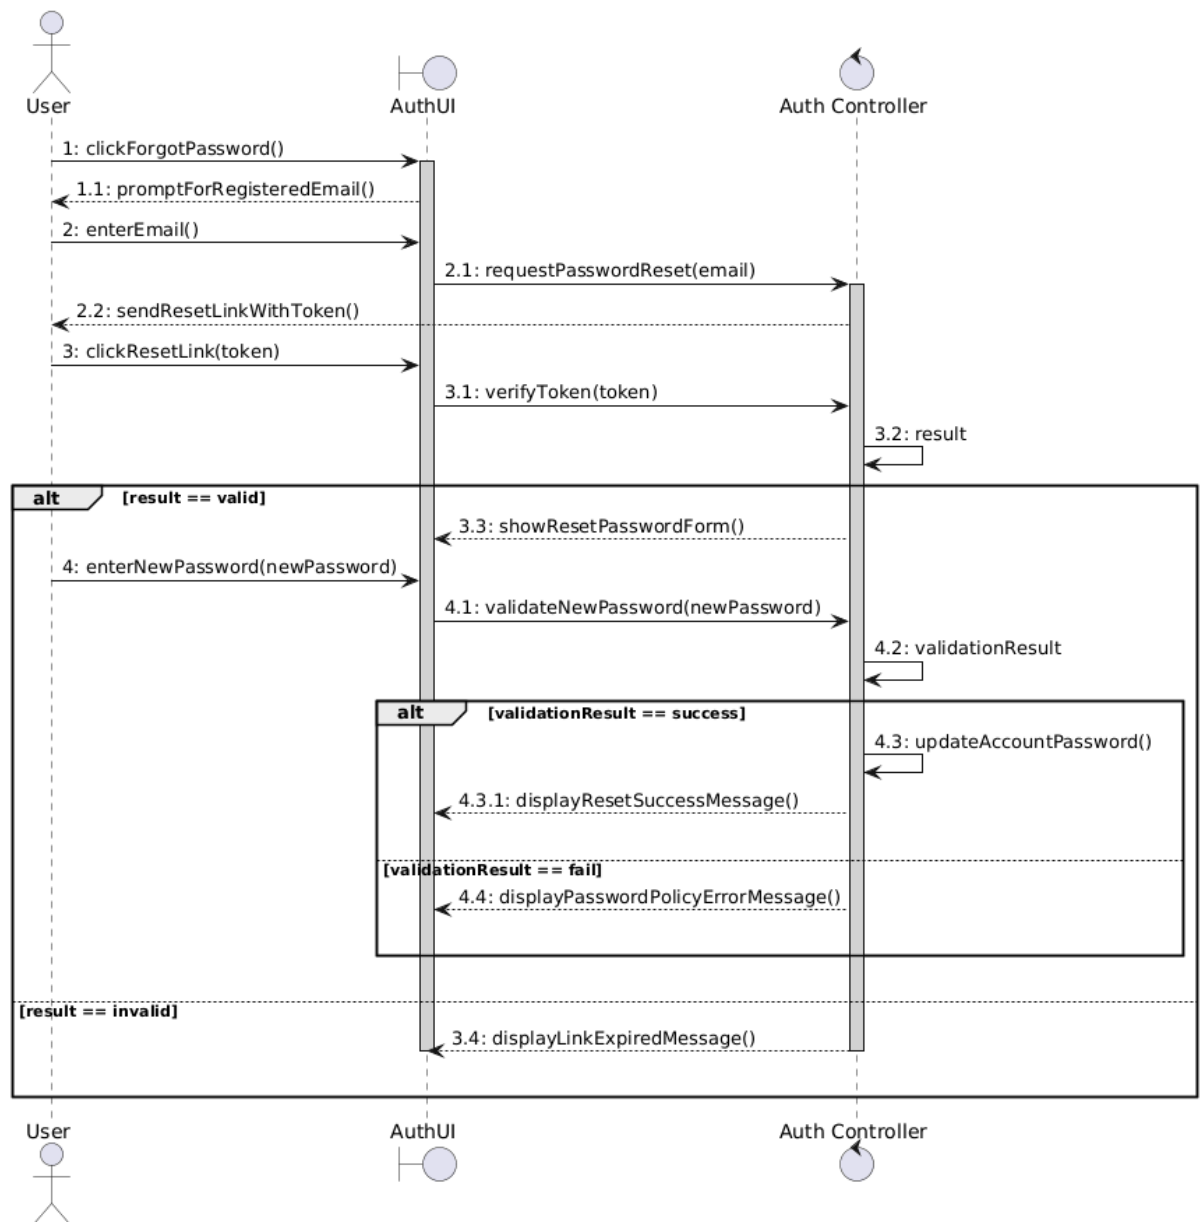 User
AuthUI
Auth Controller
1: clickForgotPassword()
1.1: promptForRegisteredEmail()
2: enterEmail()
2.1: requestPasswordReset(email)
2.2: sendResetLinkWithToken()
3: clickResetLink(token)
3.1: verifyToken(token)
3.2: result
alt [result == valid]
3.3: showResetPasswordForm()
4: enterNewPassword(newPassword)
4.1: validateNewPassword(newPassword)
4.2: validationResult
alt [validationResult == success]
4.3: updateAccountPassword()
4.3.1: displayResetSuccessMessage()
[validationResult == fail]
4.4: displayPasswordPolicyErrorMessage()
[result == invalid]
3.4: displayLinkExpiredMessage()
User
AuthUI
Auth Controller